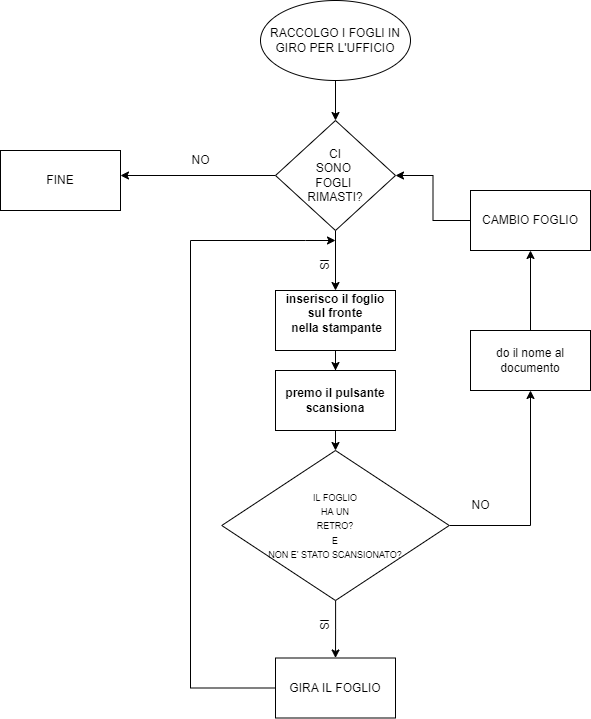 RACCOLGO I FOGLI IN
GIRO PER L'UFFICIO
CI
SONO
FOGLI
RIMASTI?
NO
FINE
CAMBIO FOGLIO
SI
inserisco il foglio
sul fronte
nella stampante
do il nome al
documento
premo il pulsante
scansiona
IL FOGLIO
HA UN
RETRO?
E
NON E' STATO SCANSIONATO?
NO
SI
GIRA IL FOGLIO